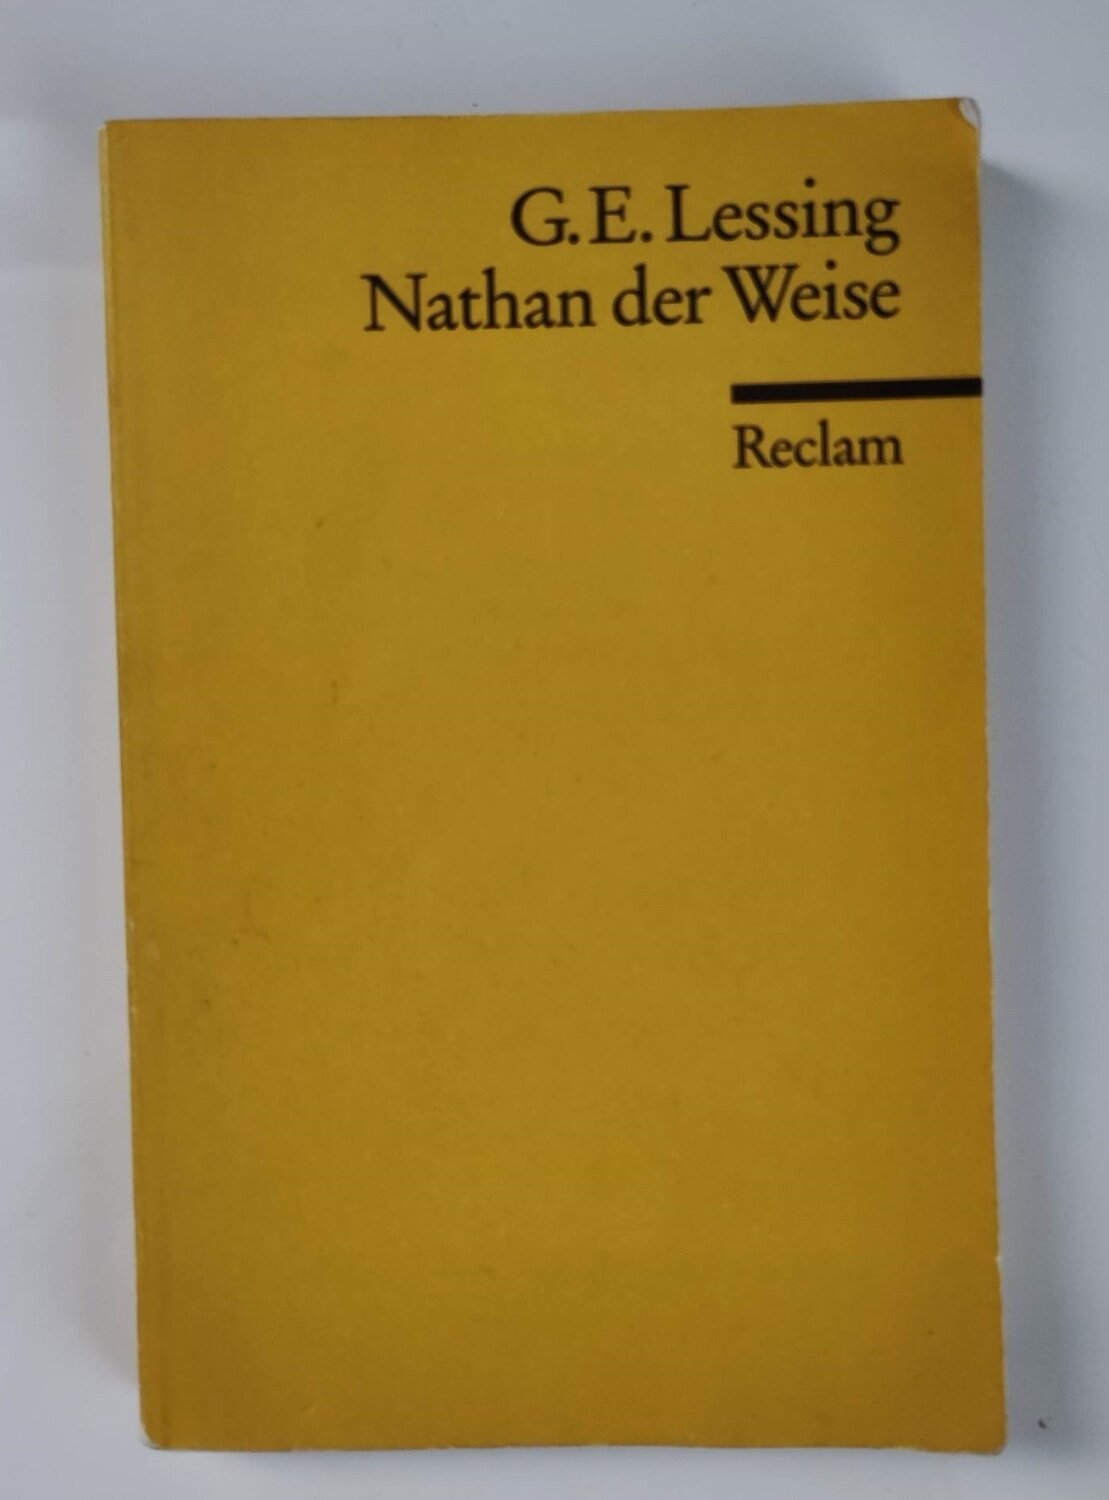 G. E. Lessing
Nathan der Weise
Reclam